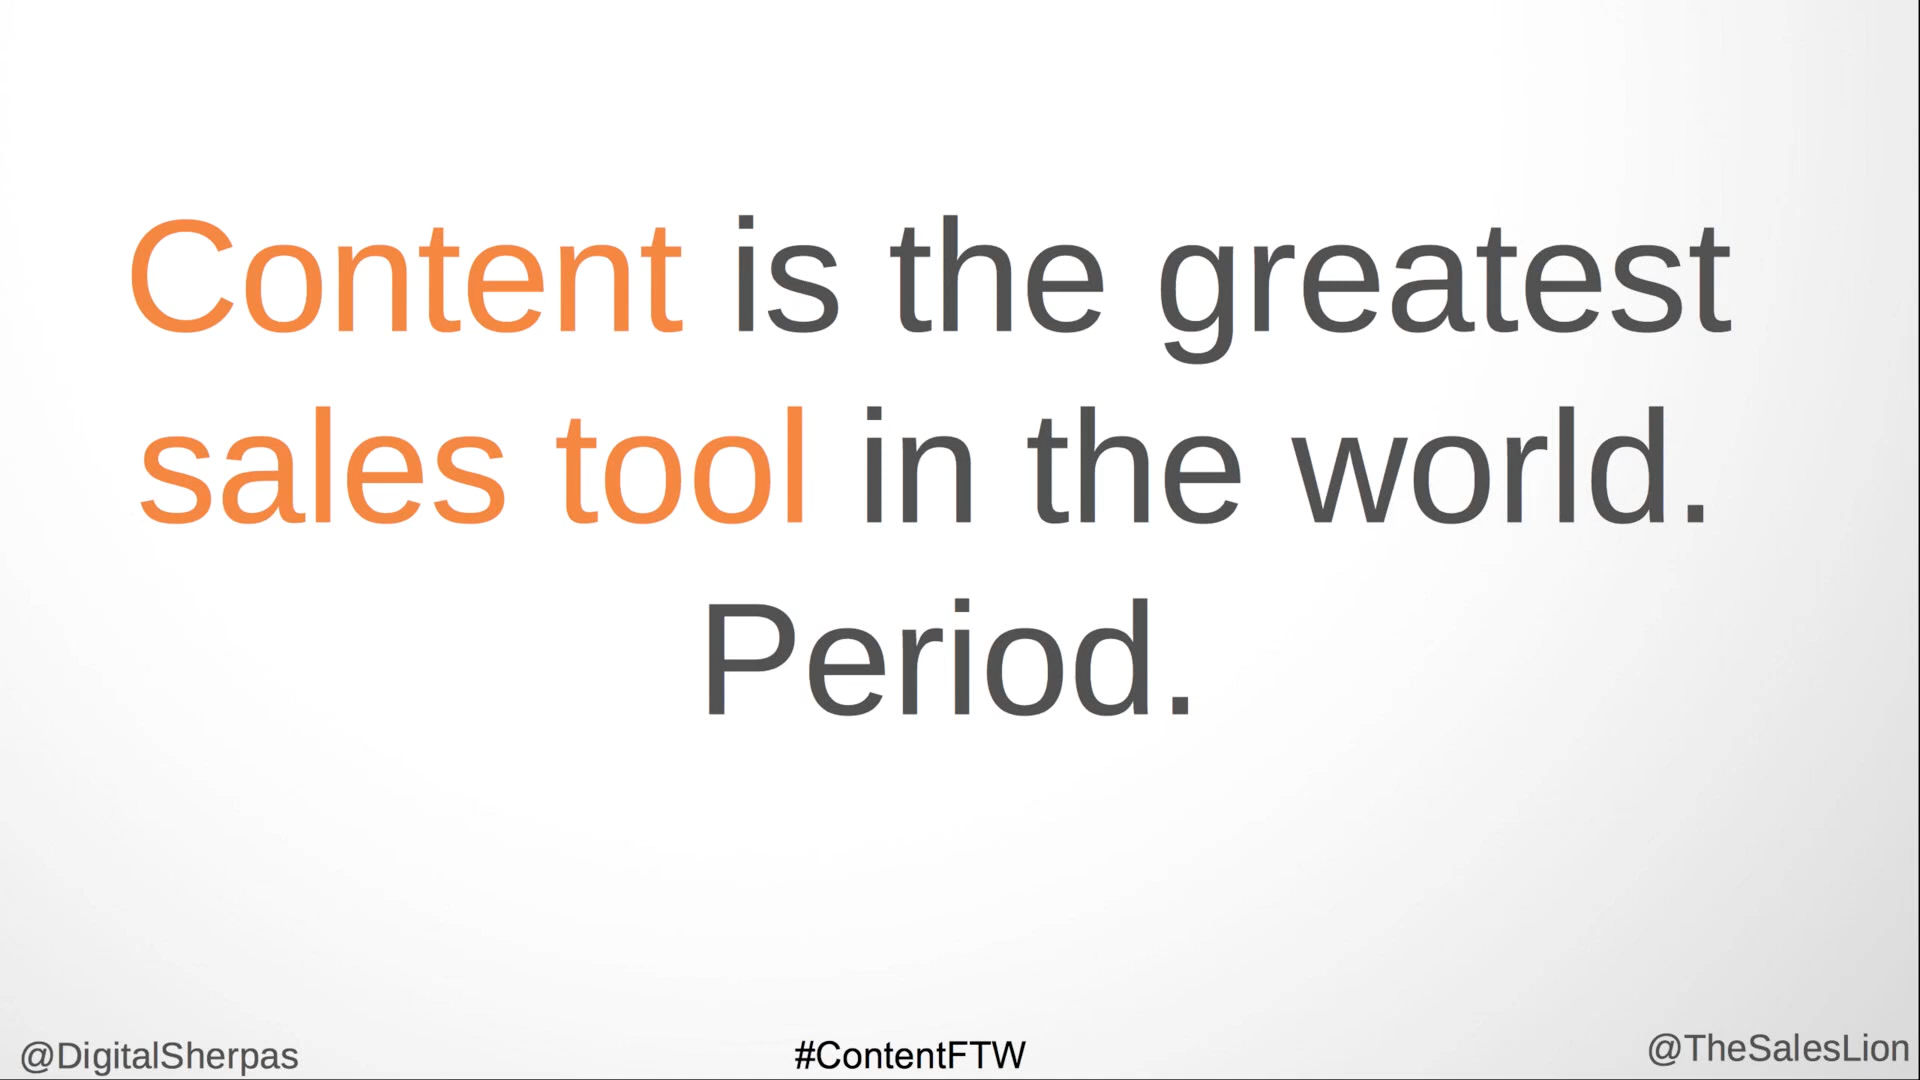 Content is the greatest
sales tool in the world.
Period.
@DigitalSherpas
#ContentFTW
@TheSalesLion